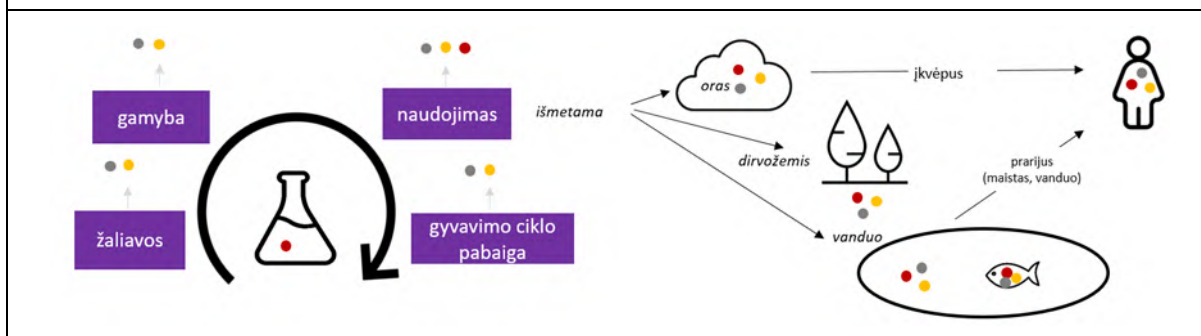 gamyba
žaliavos
naudojimas
gyvavimo ciklo
pabaiga
išmetama
oras
dirvožemis
vanduo
įkvėpus
prarijus
(maistas, vanduo)